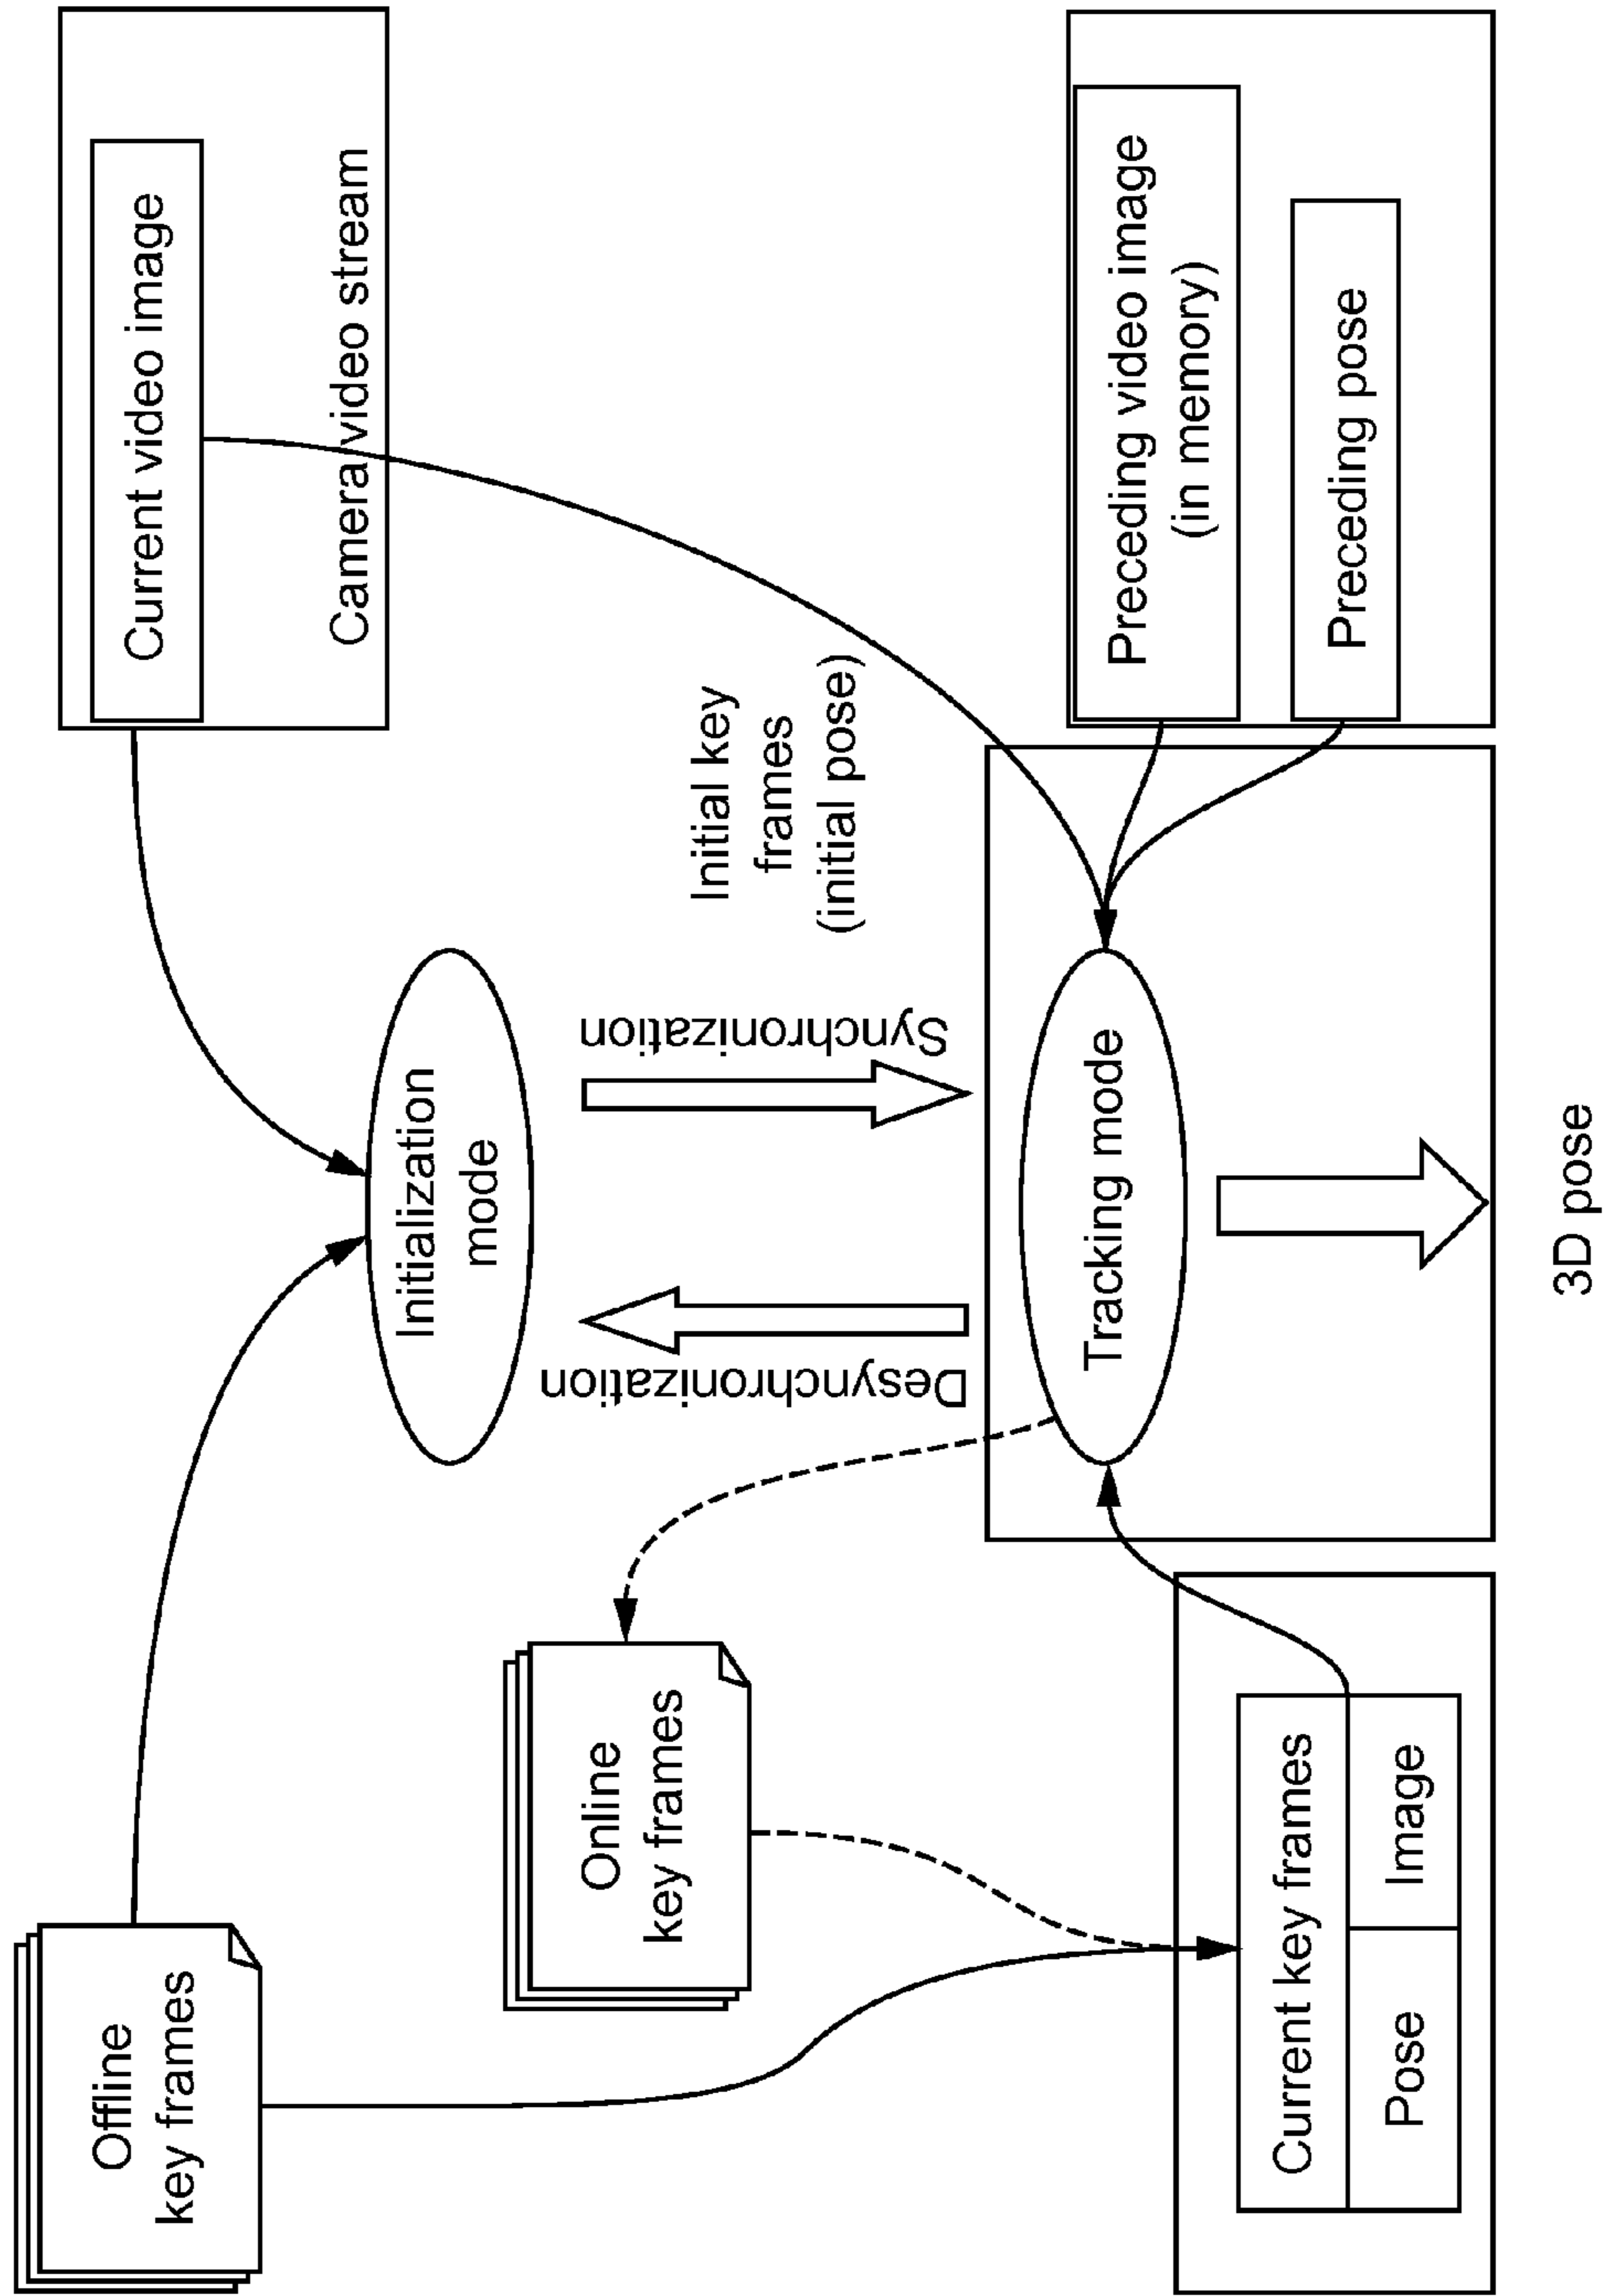 Offline
key frames
Current video image
Camera video stream
Initialization
mode
Online
key frames
Desynchronization
Synchronization
Initial key
frames
(initial pose)
Current key frames
Pose
Image
Tracking mode
Preceding video image
(in memory)
Preceding pose
3D pose